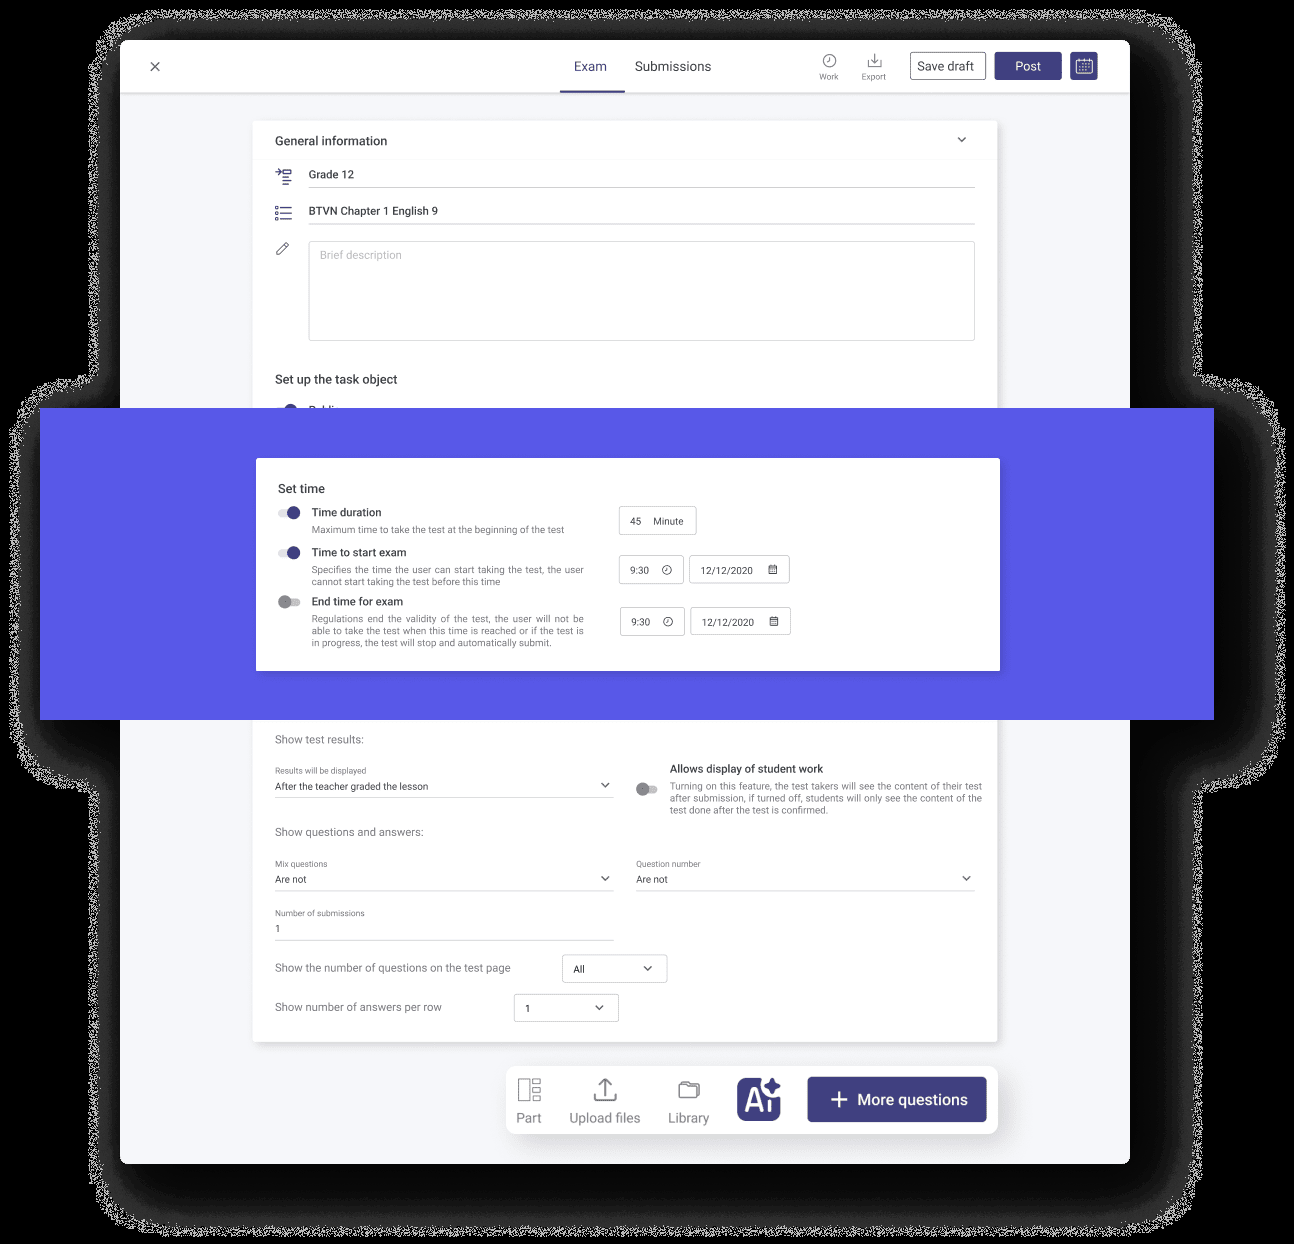 Exam
Submissions
Work
Export
Save draft
Post
General information
Grade 12
BTVN Chapter 1 English 9
Brief description
Set up the task object
Set time
Time duration
Maximum time to take the test at the beginning of the test
45 Minute
Time to start exam
Specifies the time the user can start taking the test, the user
cannot start taking the test before this time
9:30
12/12/2020
End time for exam
Regulations end the validity of the test, the user will not be
able to take the test when this time is reached or if the test is
in progress, the test will stop and automatically submit.
9:30
12/12/2020
Show test results:
Results will be displayed
After the teacher graded the lesson
Allows display of student work
Turning on this feature, the test takers will see the content of their test
after submission, if turned off, students will only see the content of the
test done after the test is confirmed.
Show questions and answers:
Mix questions
Are not
Question number
Are not
Number of submissions
1
Show the number of questions on the test page
All
Show number of answers per row
1
Part
Upload files
Library
Ai
+ More questions